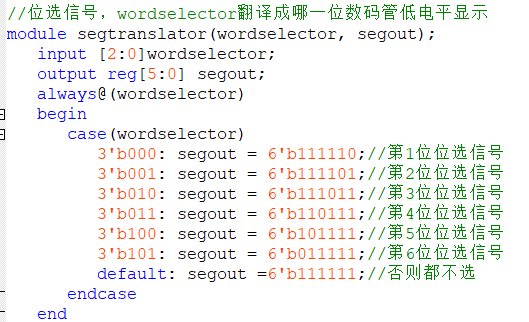 //位选信号，wordselector翻译成哪一位数码管低电平显示
module segtranslator(wordselector, segout);
input [2:0]wordselector;
output reg[5:0] segout;
always@(wordselector)
begin
case(wordselector)
3'b000: segout = 6'b111110;//第1位位选信号
3'b001: segout = 6'b111101;//第2位位选信号
3'b010: segout = 6'b111011;//第3位位选信号
3'b011: segout = 6'b110111;//第4位位选信号
3'b100: segout = 6'b101111;//第5位位选信号
3'b101: segout = 6'b011111;//第6位位选信号
default: segout =6'b111111;//否则都不选
endcase
end